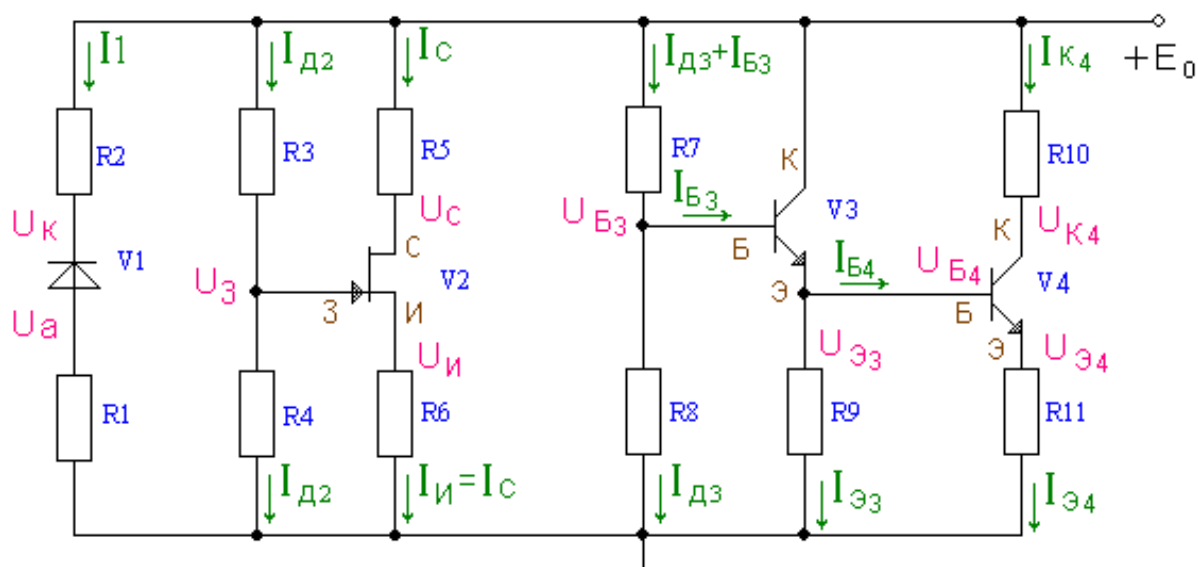 I1
IД2
IС
IД3+IБ3
IК4
+E0
R2
R3
R5
R7
К
R10
IБ3
V3
UК
UС
UБ3
UК4
К
V1
С
Б
IБ4
UБ4
V2
UЗ
З
И
Э
Б
V4
Uа
UИ
UЭ3
Э
UЭ4
R1
R4
R6
R8
R9
R11
IД2
IИ=IС
IД3
IЭ3
IЭ4